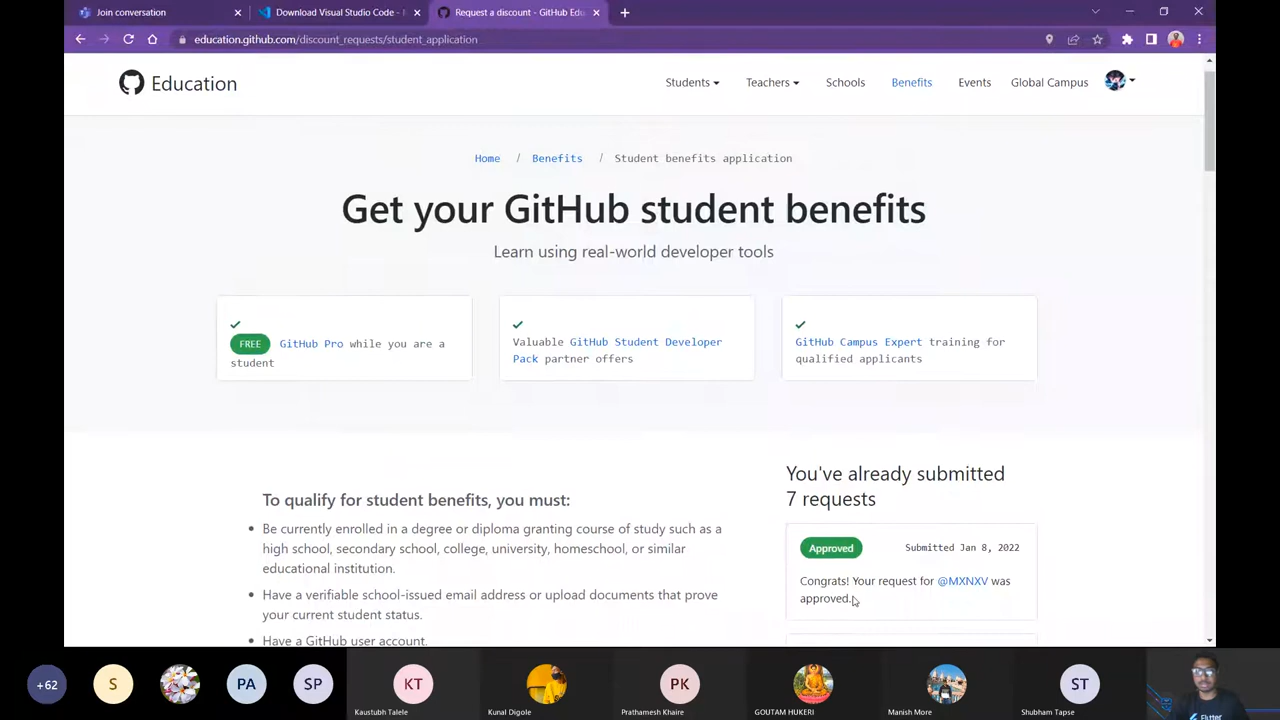 Join conversation
Download Visual Studio Code -
Request a discount - GitHub Edu
education.github.com/discount_requests/student_application
Education
Students
Teachers
Schools
Benefits
Events
Global Campus
Home / Benefits / Student benefits application
Get your GitHub student benefits
Learn using real-world developer tools
FREE GitHub Pro while you are a
student
Valuable GitHub Student Developer
Pack partner offers
GitHub Campus Expert training for
qualified applicants
To qualify for student benefits, you must:
Be currently enrolled in a degree or diploma granting course of study such as a
high school, secondary school, college, university, homeschool, or similar
educational institution.
Have a verifiable school-issued email address or upload documents that prove
your current student status.
Have a GitHub user account.
You've already submitted
7 requests
Approved
Submitted Jan 8, 2022
Congrats! Your request for @MXNXV was
approved.
+62
S
PA
SP
KT
Kaustubh Talele
Kunal Digole
PK
Prathamesh Khaire
GOUTAM HUKERI
Manish More
ST
Shubham Tapse
Flutter